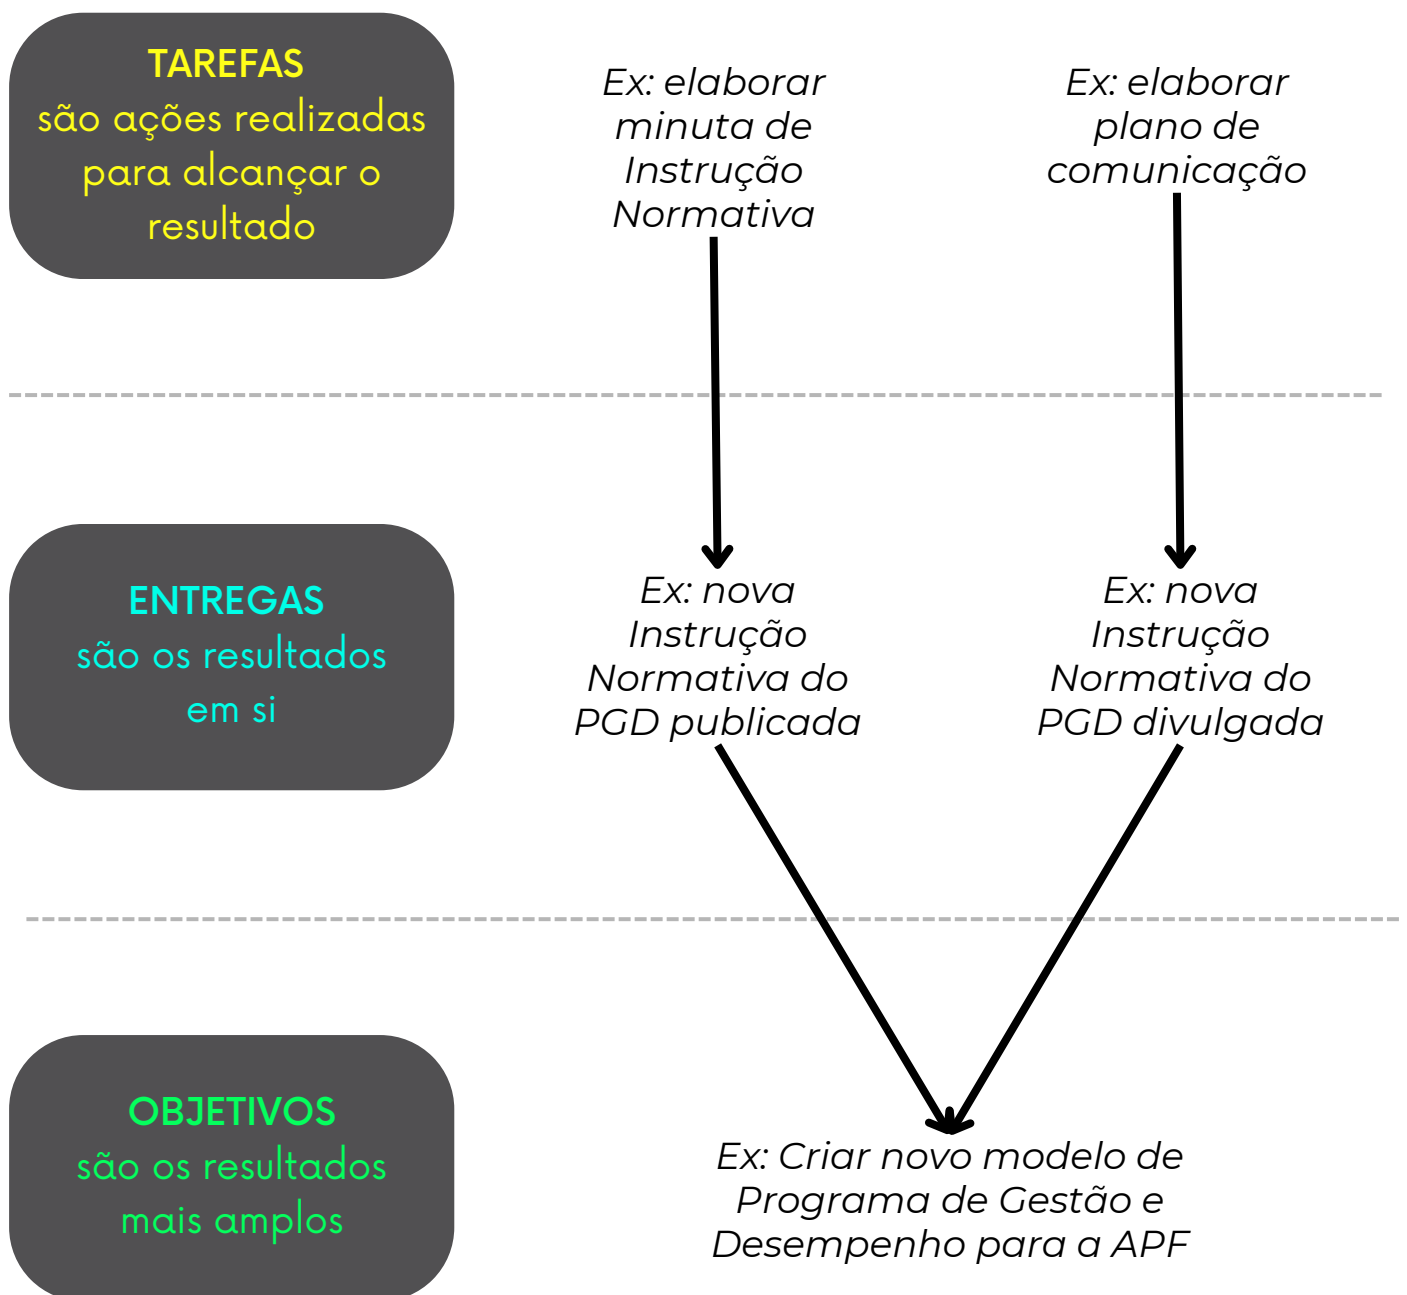 TAREFAS
são ações realizadas
para alcançar o
resultado
Ex: elaborar
minuta de
Instrução
Normativa
Ex: elaborar
plano de
comunicação
ENTREGAS
são os resultados
em si
Ex: nova
Instrução
Normativa do
PGD publicada
Ex: nova
Instrução
Normativa do
PGD divulgada
OBJETIVOS
são os resultados
mais amplos
Ex: Criar novo modelo de
Programa de Gestão e
Desempenho para a APF